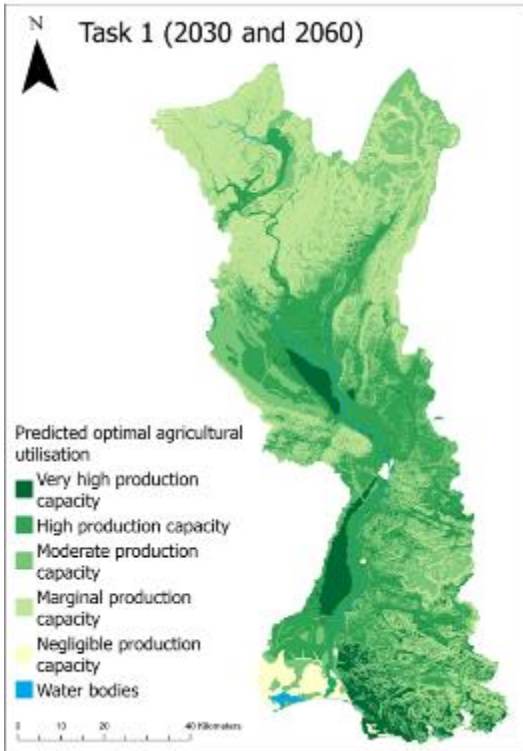 N
Task 1 (2030 and 2060)
Predicted optimal agricultural
utilisation
Very high production
capacity
High production capacity
Moderate production
capacity
Marginal production
capacity
Negligible production
capacity
Water bodies
0 10 20 40 Kilometers